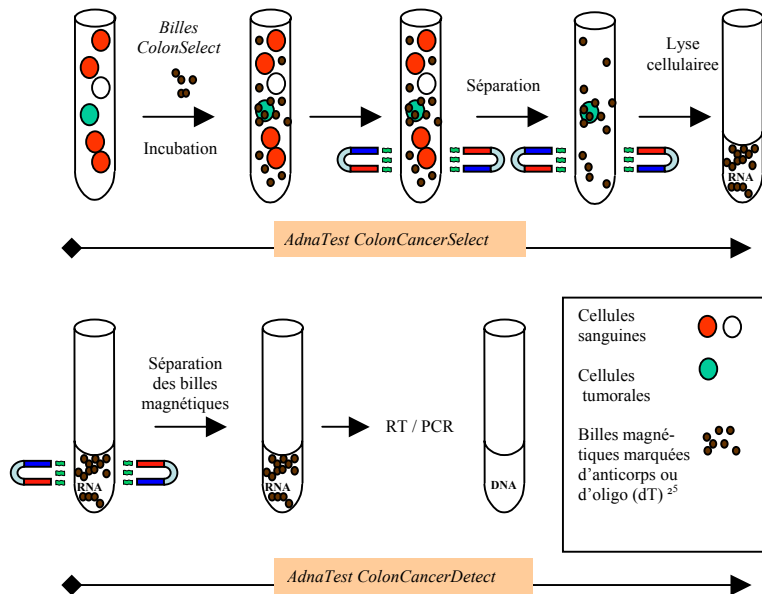 Billes
ColonSelect
Incubation
Séparation
Lyse
cellulairee
RNA
AdnaTest ColonCancerSelect
Séparation
des billes
magnétiques
RNA
RNA
RT / PCR
DNA
Cellules
sanguines
Cellules
tumorales
Billes magné-
tiques marquées
d’anticorps ou
d’oligo (dT) ²⁵
AdnaTest ColonCancerDetect